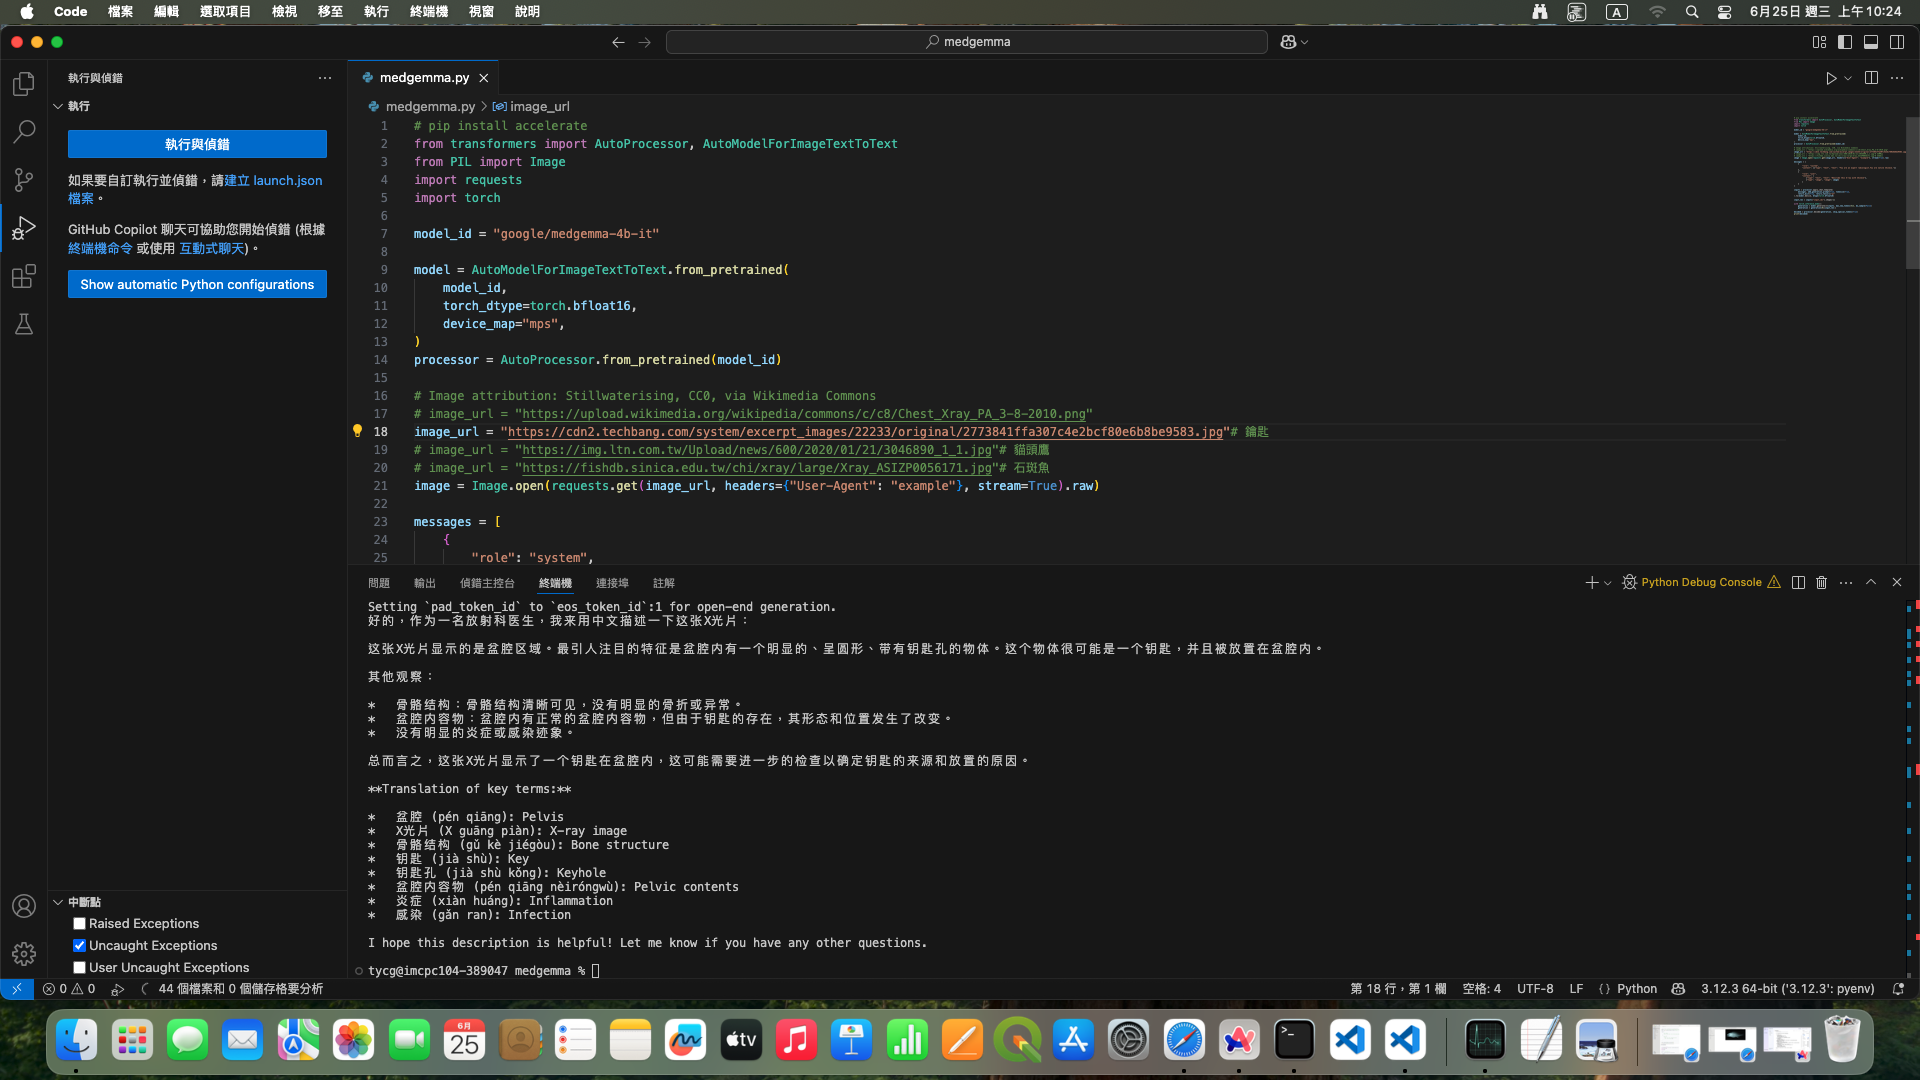 Code 檔案 編輯 選取項目 檢視 移至 執行 終端機 視窗 說明
A 6月25日 週三 上午10:24
medgemma
執行與偵錯
執行
執行與偵錯
如果要自訂執行並偵錯，請建立 launch.json
檔案。
GitHub Copilot 聊天可協助您開始偵錯 (根據
終端機命令 或使用 互動式聊天)。
Show automatic Python configurations
medgemma.py
medgemma.py > image_url
1 # pip install accelerate
2 from transformers import AutoProcessor, AutoModelForImageTextToText
3 from PIL import Image
4 import requests
5 import torch
6
7 model_id = "google/medgemma-4b-it"
8
9 model = AutoModelForImageTextToText.from_pretrained(
10 model_id,
11 torch_dtype=torch.bfloat16,
12 device_map="mps",
13 )
14 processor = AutoProcessor.from_pretrained(model_id)
15
16 # Image attribution: Stillwaterising, CC0, via Wikimedia Commons
17 # image_url = "https://upload.wikimedia.org/wikipedia/commons/c/c8/Chest_Xray_PA_3-8-2010.png"
18 image_url = "https://cdn2.techbang.com/system/excerpt_images/22233/original/2773841ffa307c4e2bcf80e6b8be9583.jpg"# 鑰匙
19 # image_url = "https://img.ltn.com.tw/Upload/news/600/2020/01/21/3046890_1_1.jpg"# 貓頭鷹
20 # image_url = "https://fishdb.sinica.edu.tw/chi/xray/large/Xray_ASIZP0056171.jpg"# 石斑魚
21 image = Image.open(requests.get(image_url, headers={"User-Agent": "example"}, stream=True).raw)
22
23 messages = [
24 {
25 "role": "system",
問題 輸出 偵錯主控台 終端機 連接埠 註解
Python Debug Console
Setting `pad_token_id` to `eos_token_id`:1 for open-end generation.
好的，作为一名放射科医生，我来用中文描述一下这张X光片：
这张X光片显示的是盆腔区域。最引人注目的特征是盆腔内有一个明显的、呈圆形、带有钥匙孔的物体。这个物体很可能是一个钥匙，并且被放置在盆腔内。
其他观察：
* 骨骼结构：骨骼结构清晰可见，没有明显的骨折或异常。
* 盆腔内容物：盆腔内有正常的盆腔内容物，但由于钥匙的存在，其形态和位置发生了改变。
* 没有明显的炎症或感染迹象。
总而言之，这张X光片显示了一个钥匙在盆腔内，这可能需要进一步的检查以确定钥匙的来源和放置的原因。
**Translation of key terms:**
* 盆腔 (pén qiāng): Pelvis
* X光片 (X guāng piàn): X-ray image
* 骨骼结构 (gǔ kè jiégòu): Bone structure
* 钥匙 (jià shù): Key
* 钥匙孔 (jià shù kǒng): Keyhole
* 盆腔内容物 (pén qiāng nèiróngwù): Pelvic contents
* 炎症 (xiàn huáng): Inflammation
* 感染 (gǎn ran): Infection
I hope this description is helpful! Let me know if you have any other questions.
tycg@imcpc104-389047 medgemma %
中斷點
Raised Exceptions
Uncaught Exceptions
User Uncaught Exceptions
0 0 44 個檔案和 0 個儲存格要分析
第 18 行，第 1 欄 空格: 4 UTF-8 LF {} Python 3.12.3 64-bit ('3.12.3': pyenv)
6月
25
tv